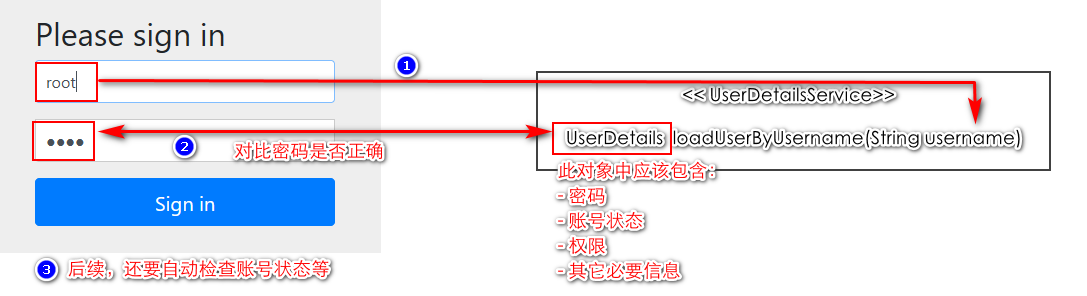 Please sign in
root
1
<< UserDetailsService>>
UserDetails loadUserByUsername(String username)
••••
2
对比密码是否正确
此对象中应该包含:
- 密码
- 账号状态
- 权限
- 其它必要信息
Sign in
3 后续，还要自动检查账号状态等